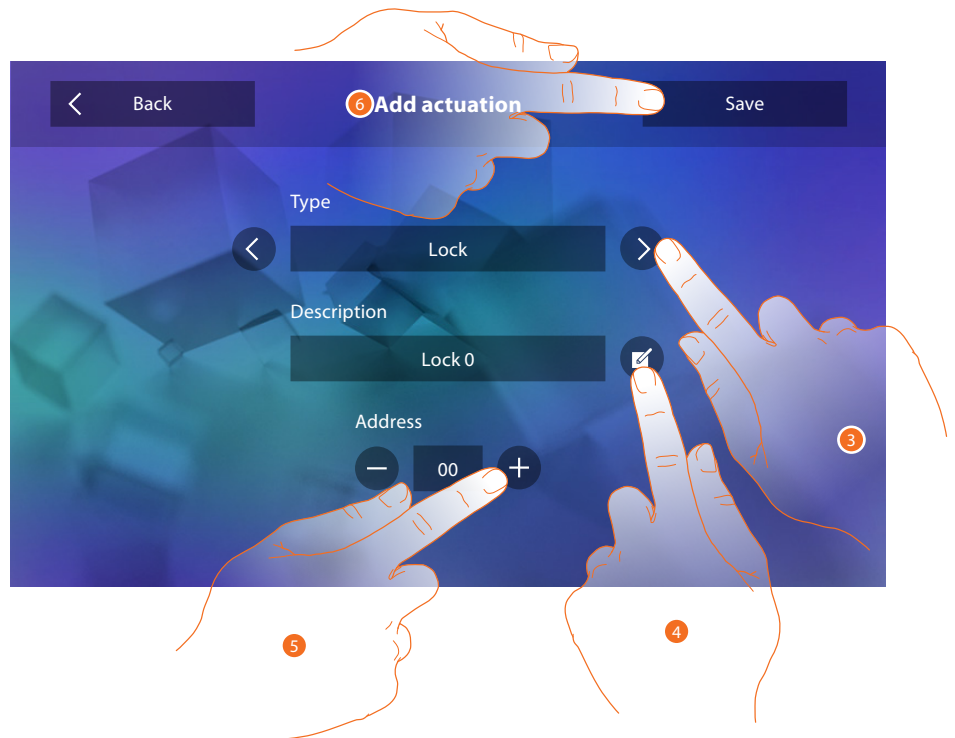 Back
6
Add actuation
Save
Type
Lock
Description
Lock 0
Address
00
3
4
5